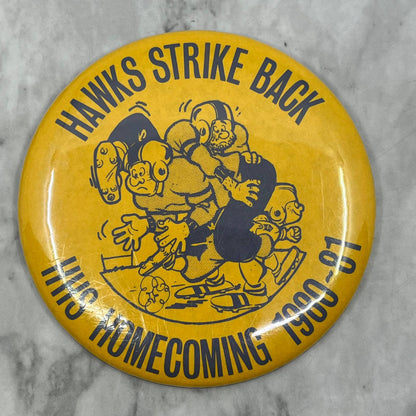 HAWKS STRIKE BACK
HHS HOMECOMING 1980-81